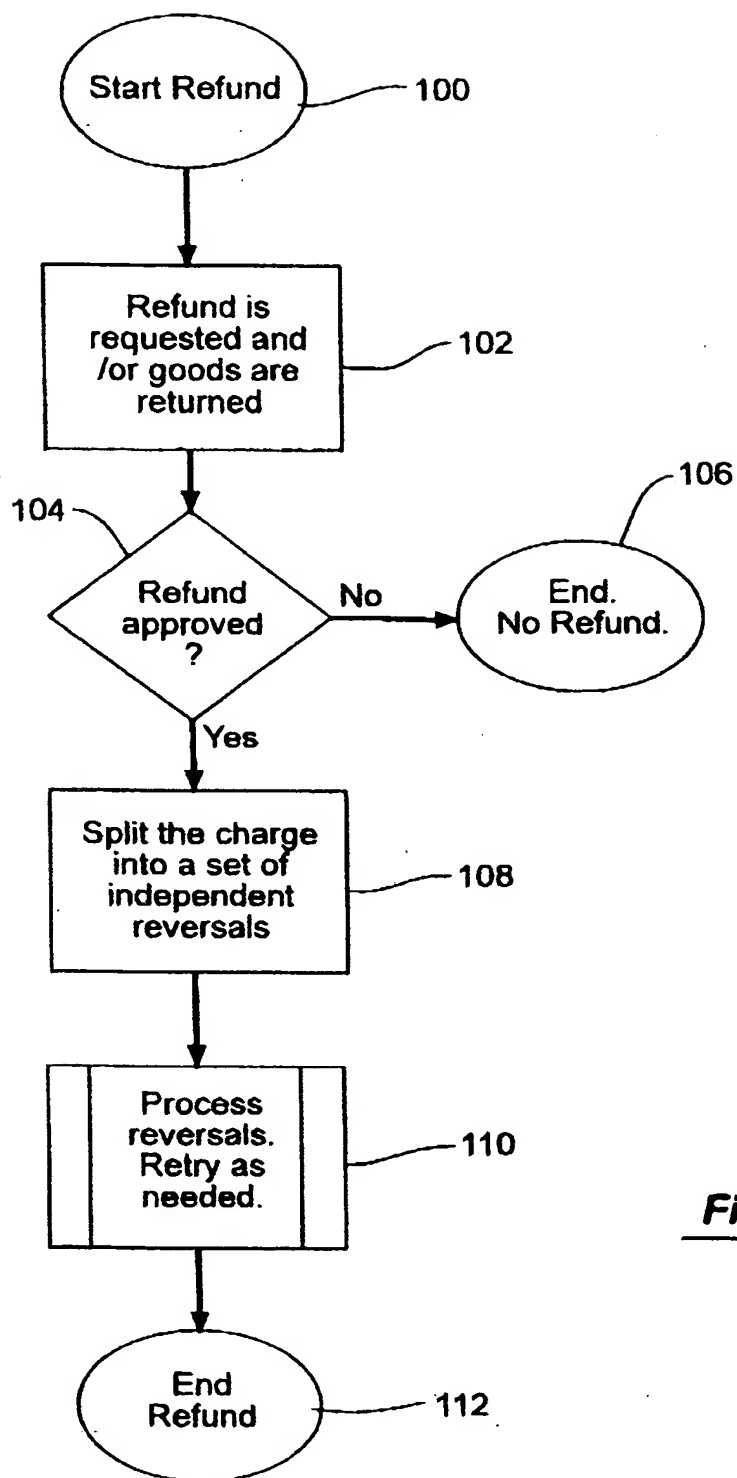 Start Refund
100
Refund is
requested and
/or goods are
returned
102
104
Refund
approved
?
No
106
End.
No Refund.
Yes
Split the charge
into a set of
independent
reversals
108
Process
reversals.
Retry as
needed.
110
End
Refund
112